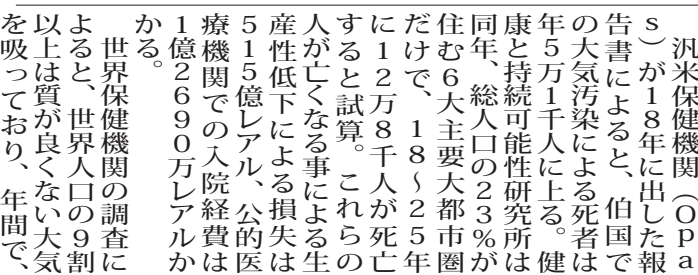 汎米保健機関（Opa
s）が18年に出した報
告書によると、伯国で
の大気汚染による死者は
年5万1千人に上る。健
康と持続可能性研究所は
同年、総人口の23％が
住む6大主要大都市圏
だけで、18～25年
に12万8千人が死亡
すると試算。これらの
人が亡くなる事による生
産性低下による損失は
515億レアル、公的医
療機関での入院経費は
1億2690万レアルか
かる。
　世界保健機関の調査に
よると、世界人口の9割
以上は質が良くない大気
を吸っており、年間で、